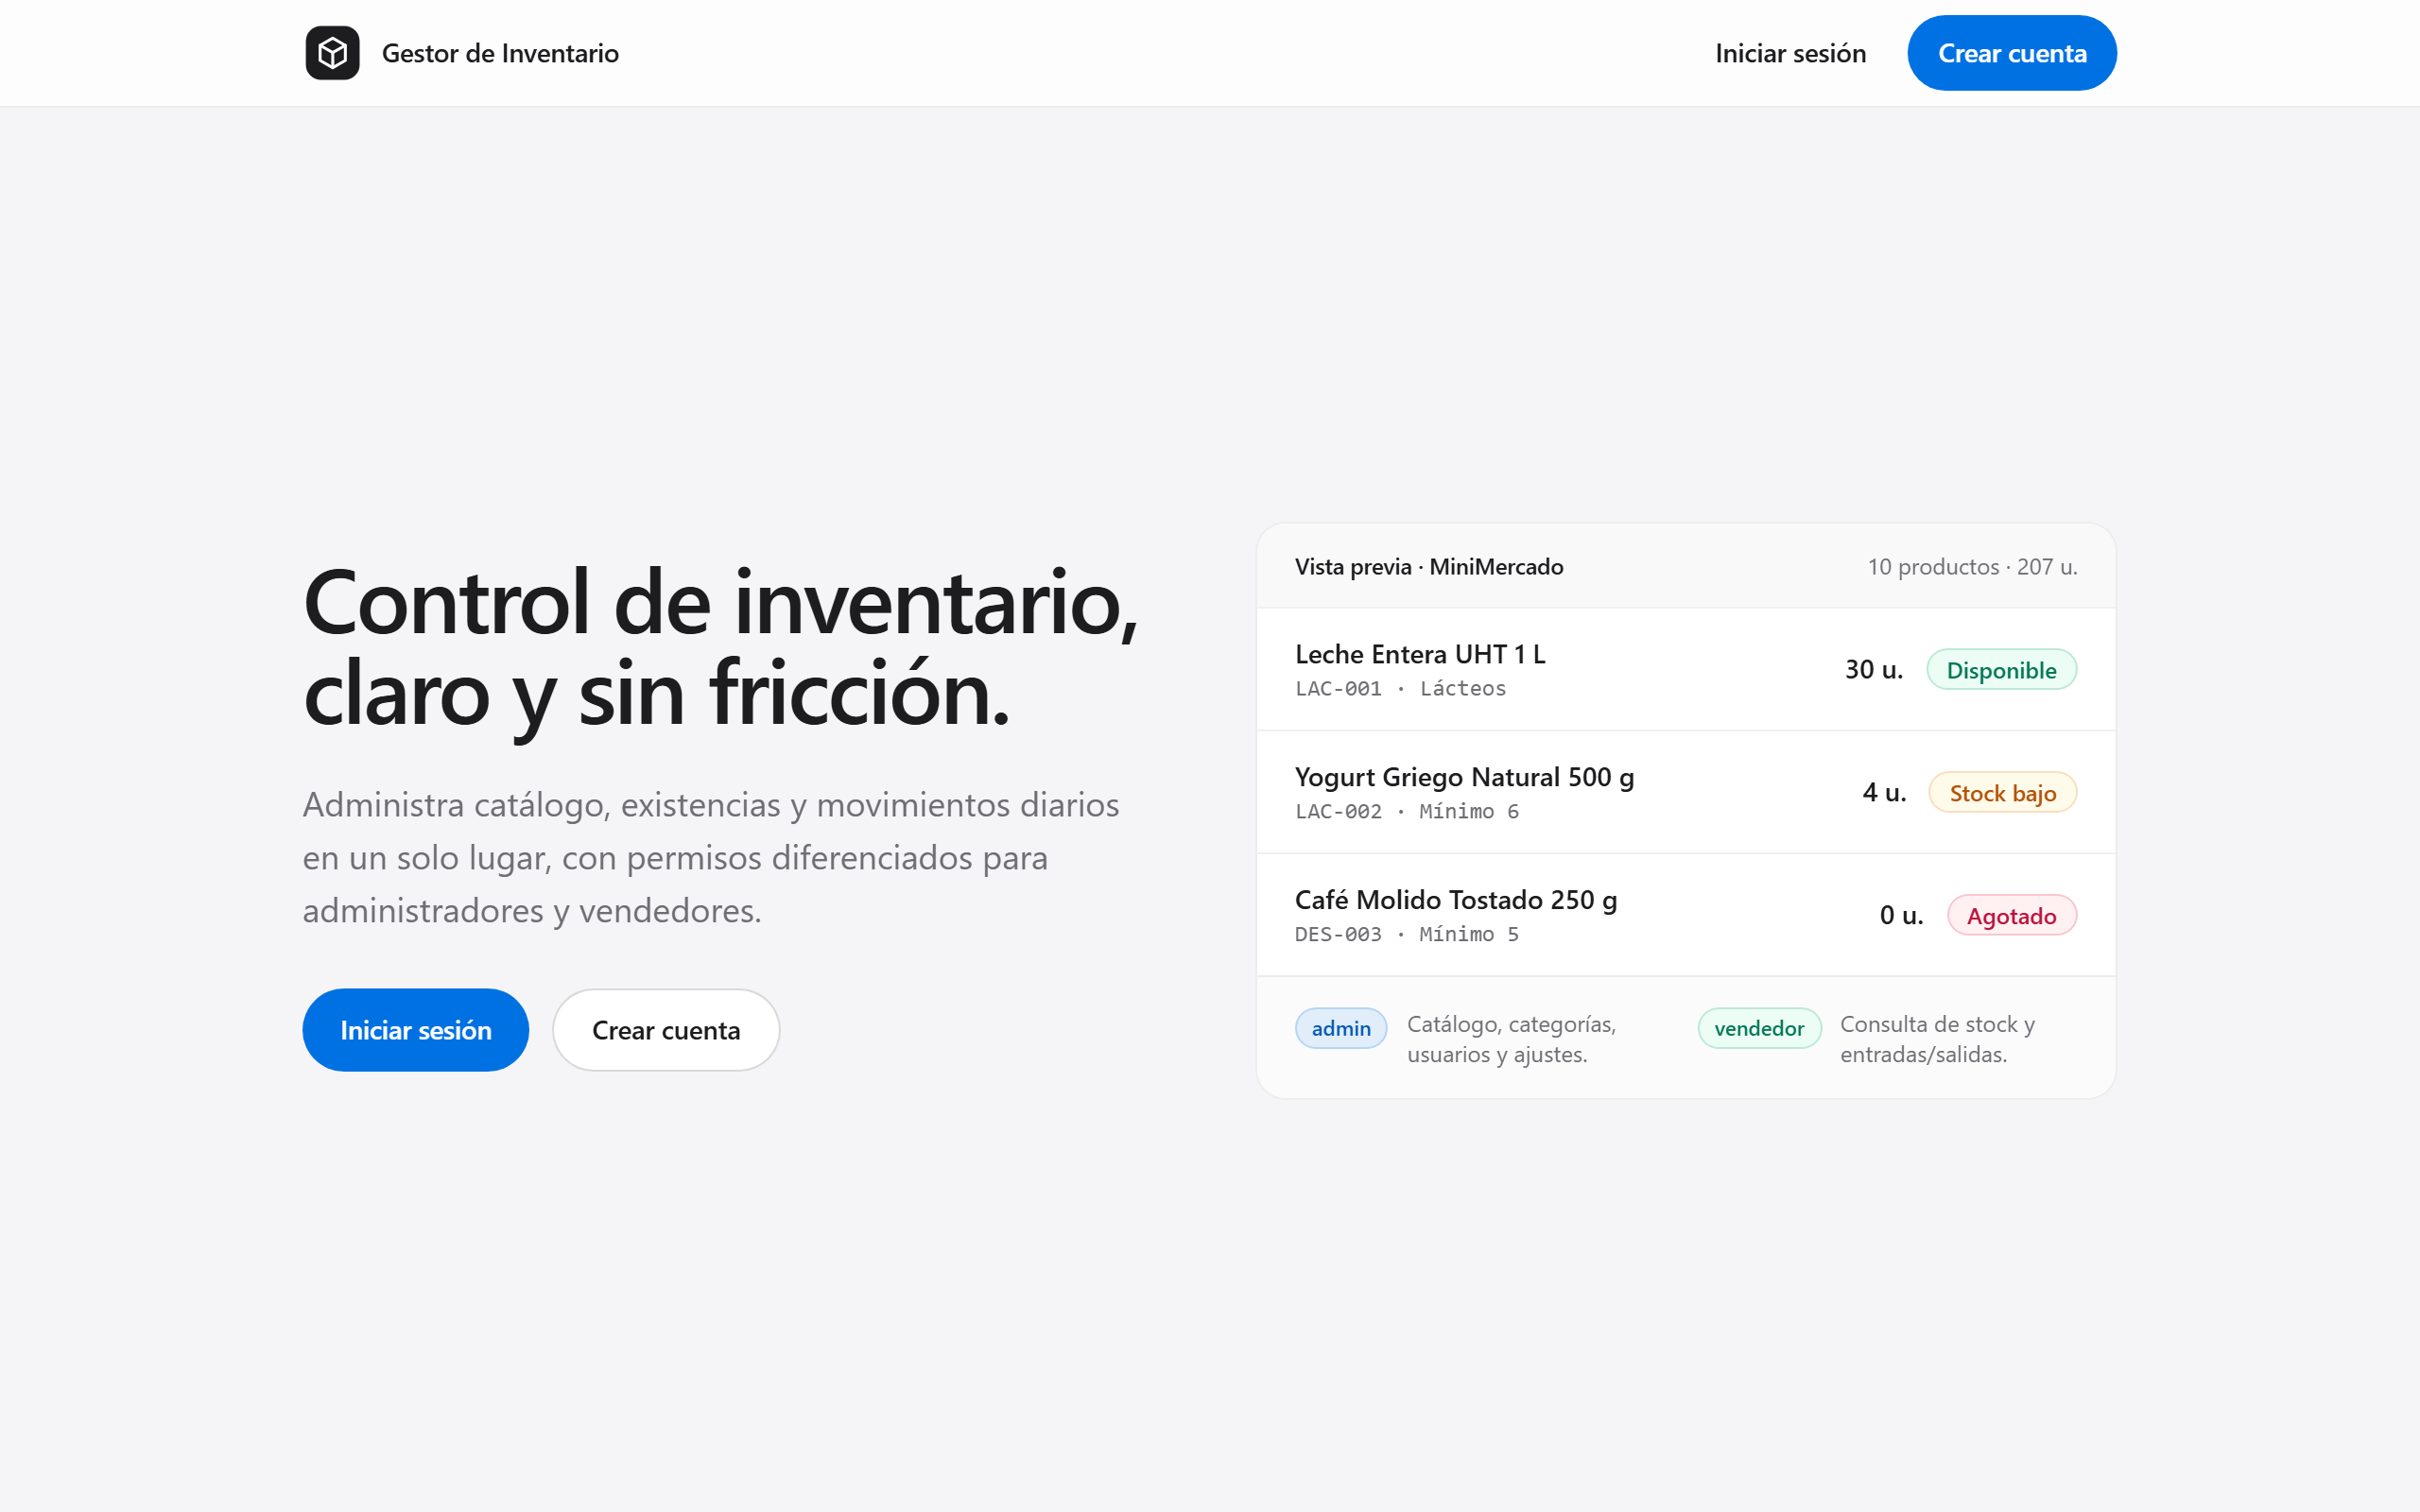 Gestor de Inventario
Iniciar sesión
Crear cuenta
Control de inventario,
claro y sin fricción.
Administra catálogo, existencias y movimientos diarios
en un solo lugar, con permisos diferenciados para
administradores y vendedores.
Iniciar sesión
Crear cuenta
Vista previa · MiniMercado
10 productos · 207 u.
Leche Entera UHT 1 L
LAC-001 · Lácteos
30 u.
Disponible
Yogurt Griego Natural 500 g
LAC-002 · Mínimo 6
4 u.
Stock bajo
Café Molido Tostado 250 g
DES-003 · Mínimo 5
0 u.
Agotado
admin
Catálogo, categorías,
usuarios y ajustes.
vendedor
Consulta de stock y
entradas/salidas.